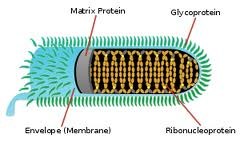 Matrix Protein
Glycoprotein
Envelope (Membrane)
Ribonucleoprotein